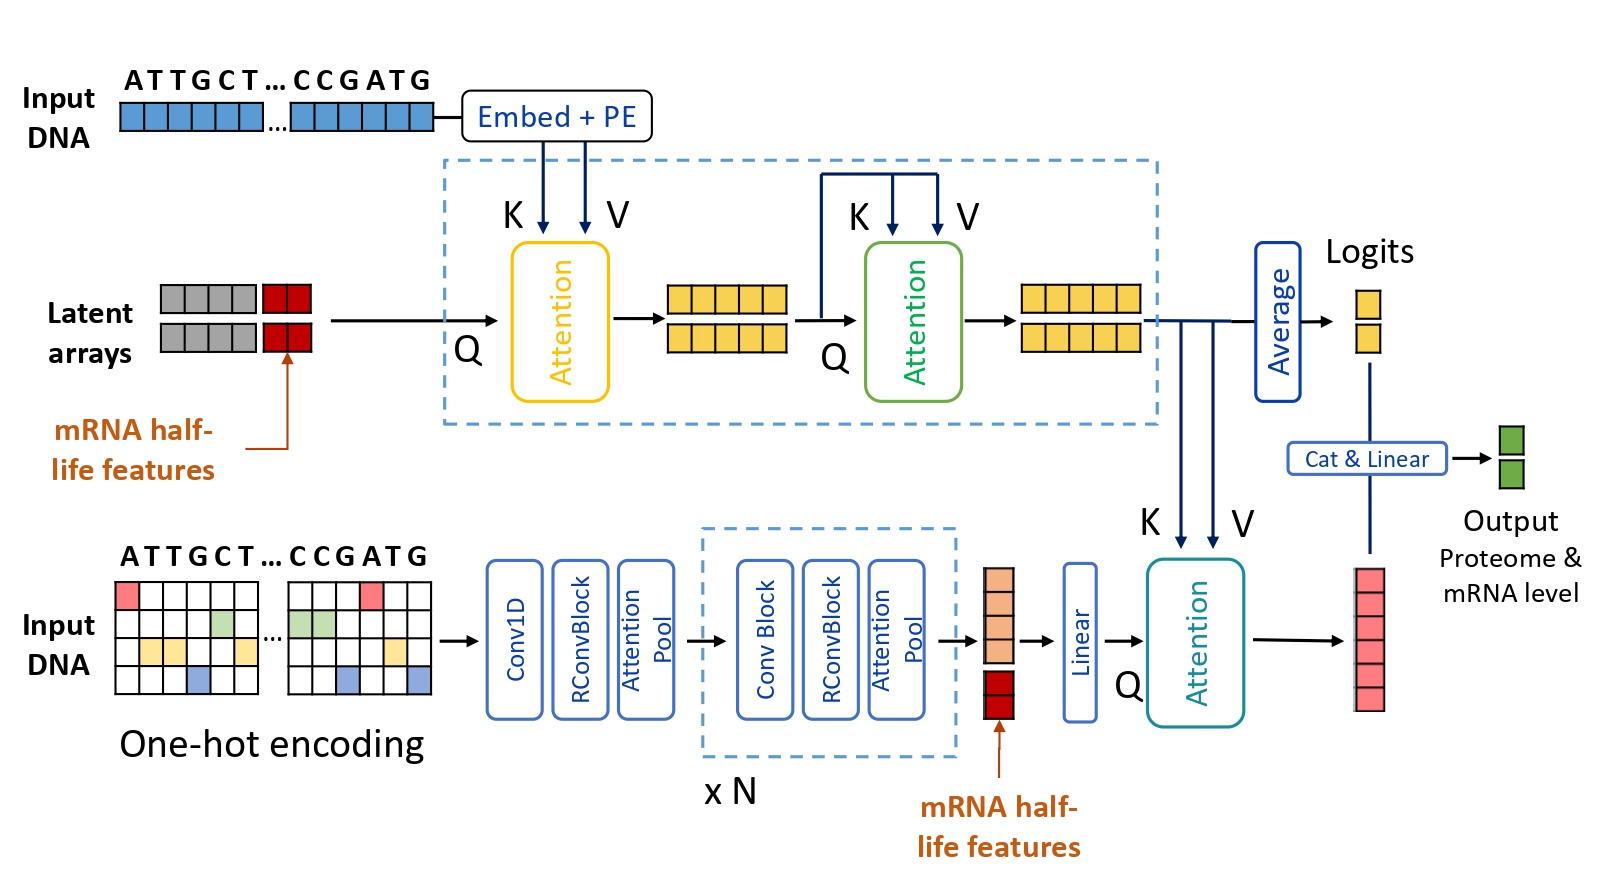 A T T G C T ... C C G A T G
Input
DNA
...
Embed + PE
K
V
K
V
Latent
arrays
Q
Attention
Q
Attention
Average
Logits
mRNA half-
life features
Cat & Linear
Output
Proteome &
mRNA level
K
V
A T T G C T ... C C G A T G
Input
DNA
...
One-hot encoding
Conv1D
RConvBlock
Attention
Pool
Conv Block
RConvBlock
Attention
Pool
x N
Linear
Q
Attention
mRNA half-
life features